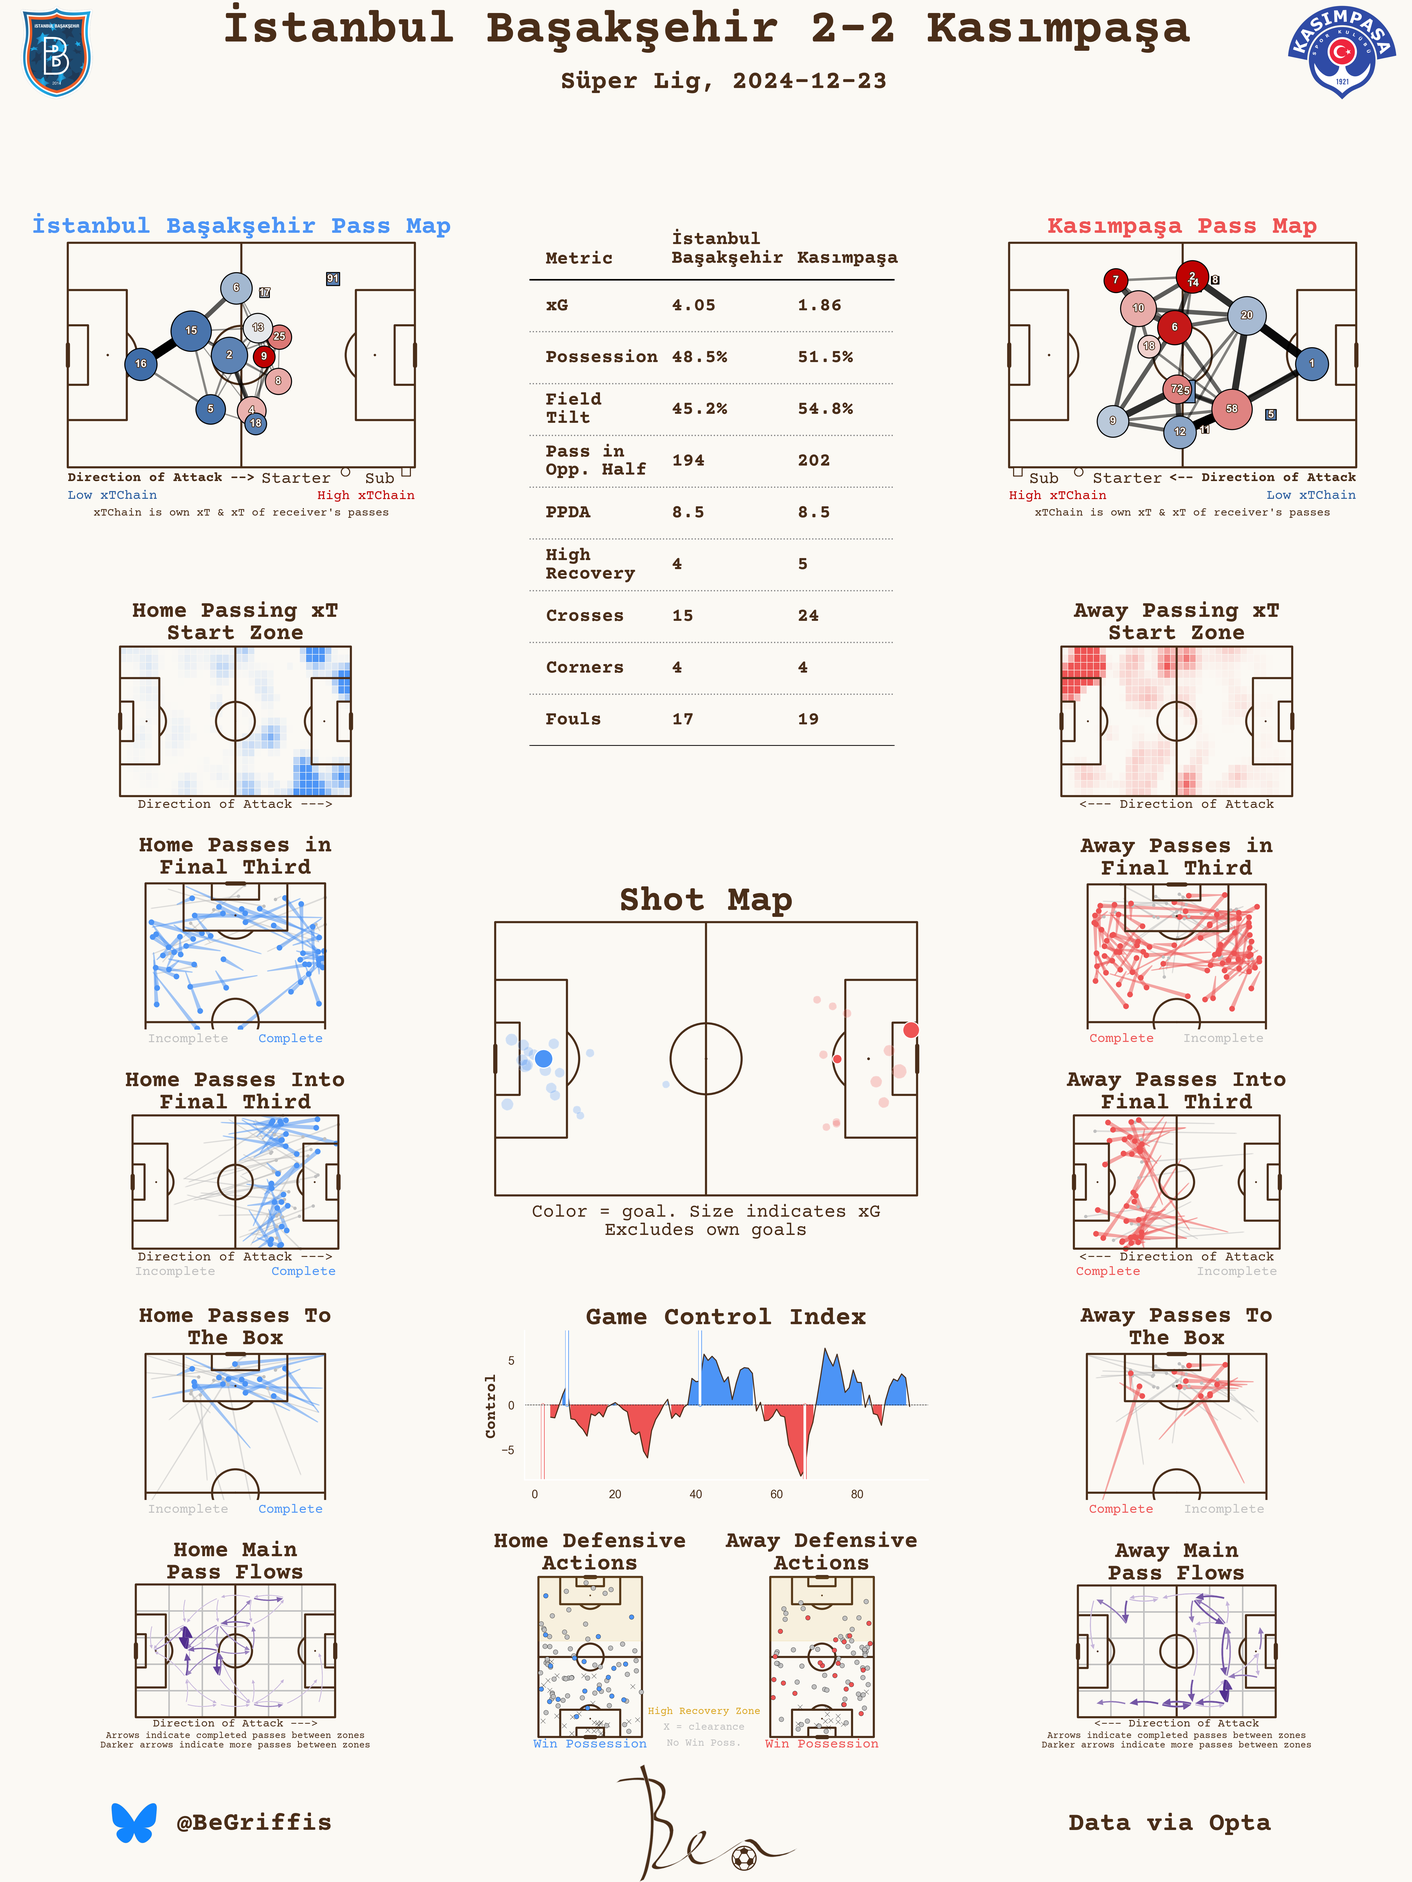 İstanbul Başakşehir 2-2 Kasımpaşa
Süper Lig, 2024-12-23
İSTANBUL BAŞAKŞEHİR
2014
KASIMPAŞA
SPOR KULÜBÜ
1921
İstanbul Başakşehir Pass Map
6
17
91
15
13
25
2
9
16
8
5
4
18
Direction of Attack --> Starter Sub
Low xTChain High xTChain
xTChain is own xT & xT of receiver's passes
Metric İstanbul Başakşehir Kasımpaşa
xG 4.05 1.86
Possession 48.5% 51.5%
Field Tilt 45.2% 54.8%
Pass in Opp. Half 194 202
PPDA 8.5 8.5
High Recovery 4 5
Crosses 15 24
Corners 4 4
Fouls 17 19
Kasımpaşa Pass Map
7
2
14
8
10
20
6
18
1
72
9
58
5
12
11
Sub Starter <-- Direction of Attack
High xTChain Low xTChain
xTChain is own xT & xT of receiver's passes
Home Passing xT
Start Zone
Direction of Attack --->
Away Passing xT
Start Zone
<--- Direction of Attack
Home Passes in
Final Third
Incomplete Complete
Away Passes in
Final Third
Complete Incomplete
Shot Map
Color = goal. Size indicates xG
Excludes own goals
Home Passes Into
Final Third
Direction of Attack --->
Incomplete Complete
Away Passes Into
Final Third
<--- Direction of Attack
Complete Incomplete
Home Passes To
The Box
Incomplete Complete
Game Control Index
Control
5
0
−5
0 20 40 60 80
Away Passes To
The Box
Complete Incomplete
Home Main
Pass Flows
Direction of Attack --->
Arrows indicate completed passes between zones
Darker arrows indicate more passes between zones
Home Defensive
Actions
Win Possession
High Recovery Zone
X = clearance
No Win Poss.
Away Defensive
Actions
Win Possession
Away Main
Pass Flows
<--- Direction of Attack
Arrows indicate completed passes between zones
Darker arrows indicate more passes between zones
@BeGriffis
Ben
Data via Opta